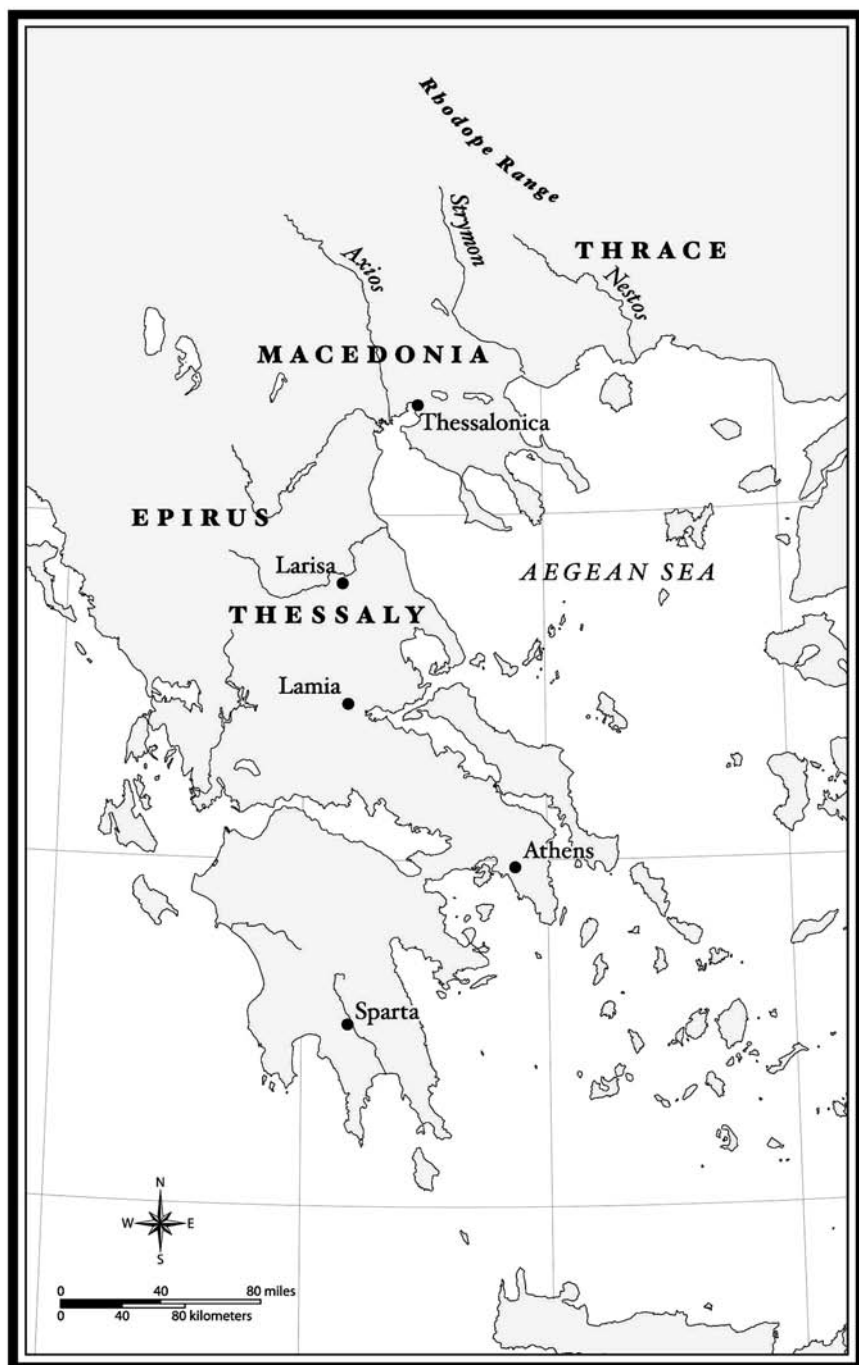 Rhodope Range
Strymon
THRACE
Axios
Nestos
MACEDONIA
Thessalonica
EPIRUS
Larisa
AEGEAN SEA
THESSALY
Lamia
Athens
Sparta
N
W E
S
0 40 80 miles
0 40 80 kilometers